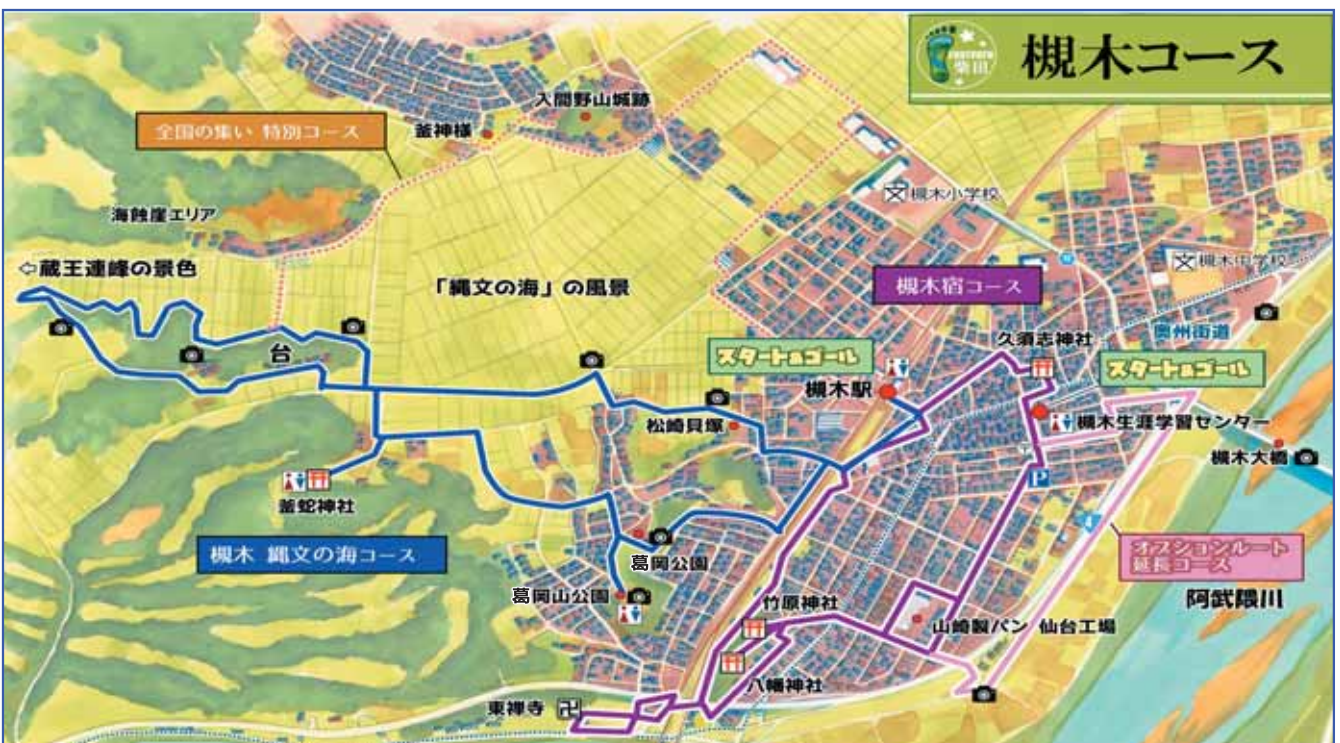 柴田
槻木コース
入間野山城跡
釜神様
全国の集い 特別コース
槻木小学校
海蝕崖エリア
⇦蔵王連峰の景色
「縄文の海」の風景
槻木中学校
槻木宿コース
奥州街道
久須志神社
スタート&ゴール
スタート&ゴール
台
槻木駅
松崎貝塚
槻木生涯学習センター
槻木大橋
P
釜蛇神社
4
槻木 縄文の海コース
オプションルート
延長コース
葛岡公園
葛岡山公園
竹原神社
阿武隈川
山崎製パン 仙台工場
八幡神社
東禅寺